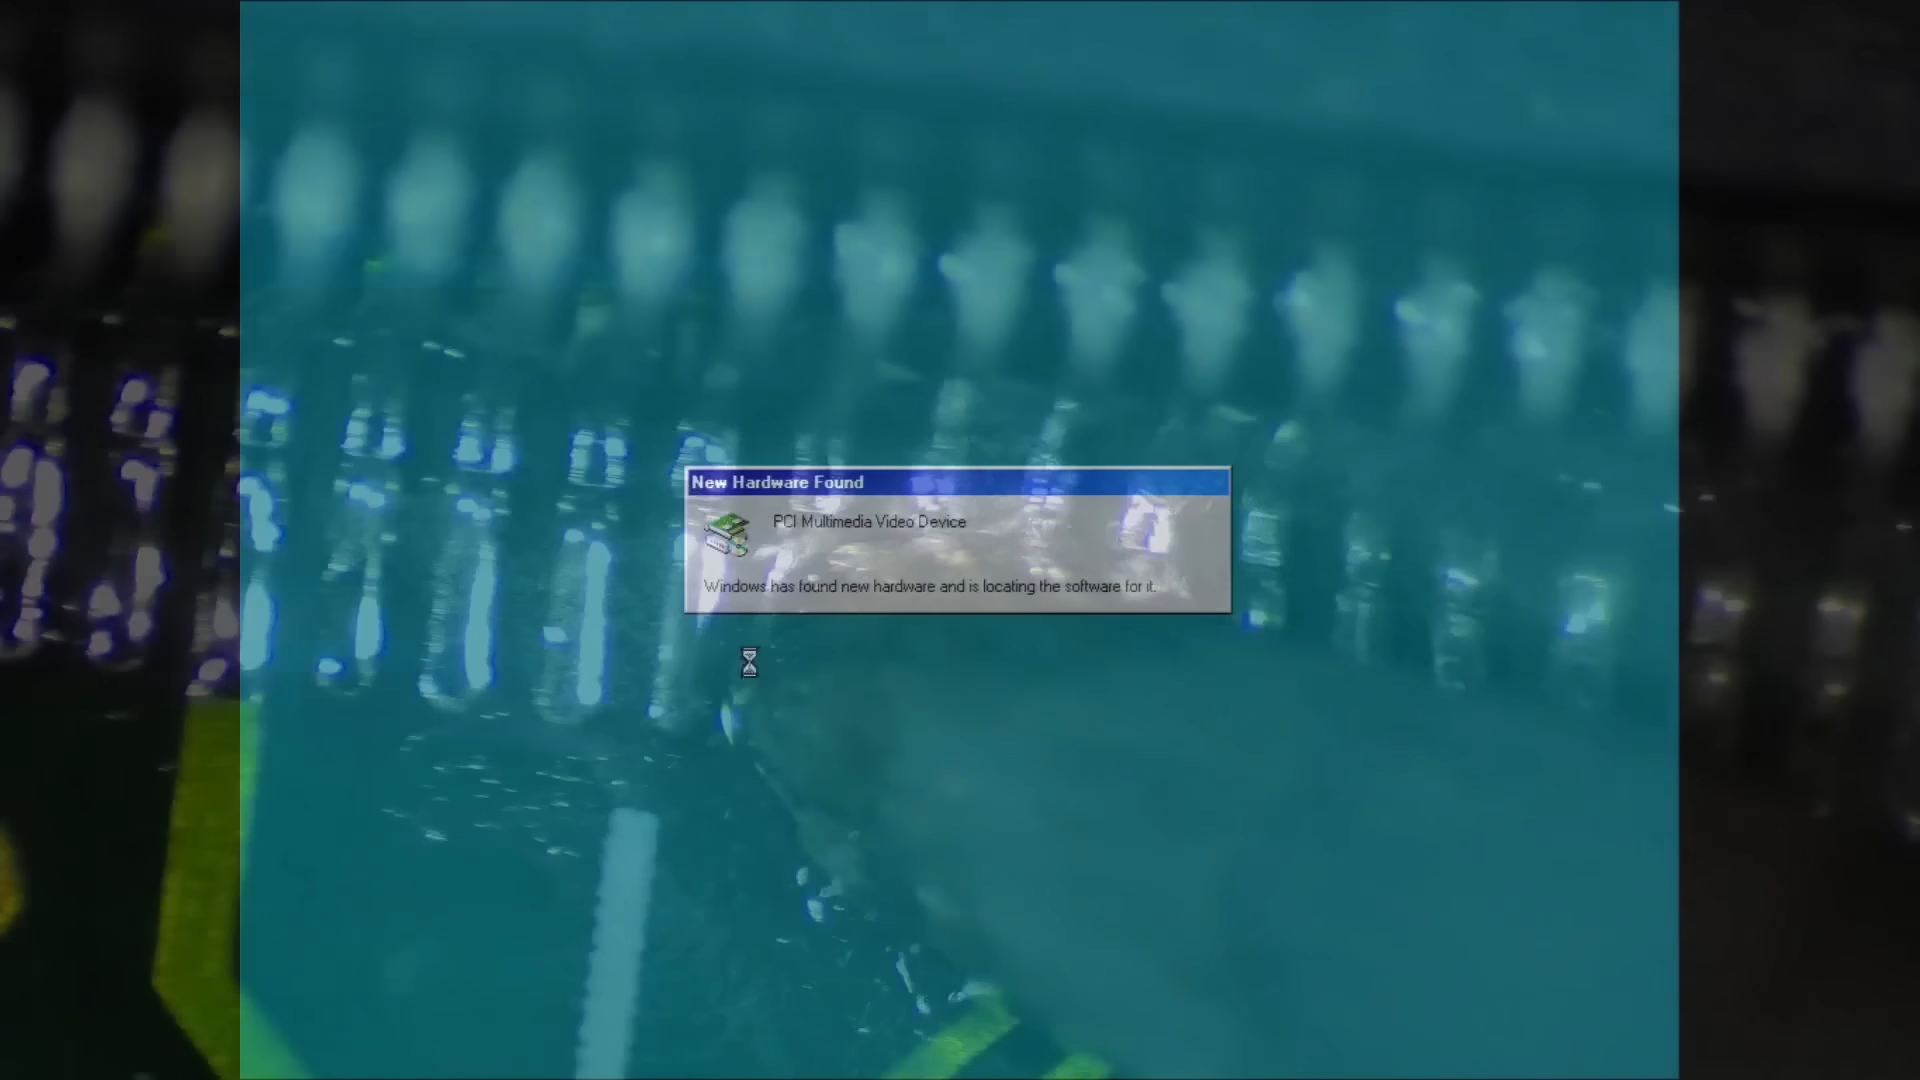 New Hardware Found
PCI Multimedia Video Device
Windows has found new hardware and is locating the software for it.